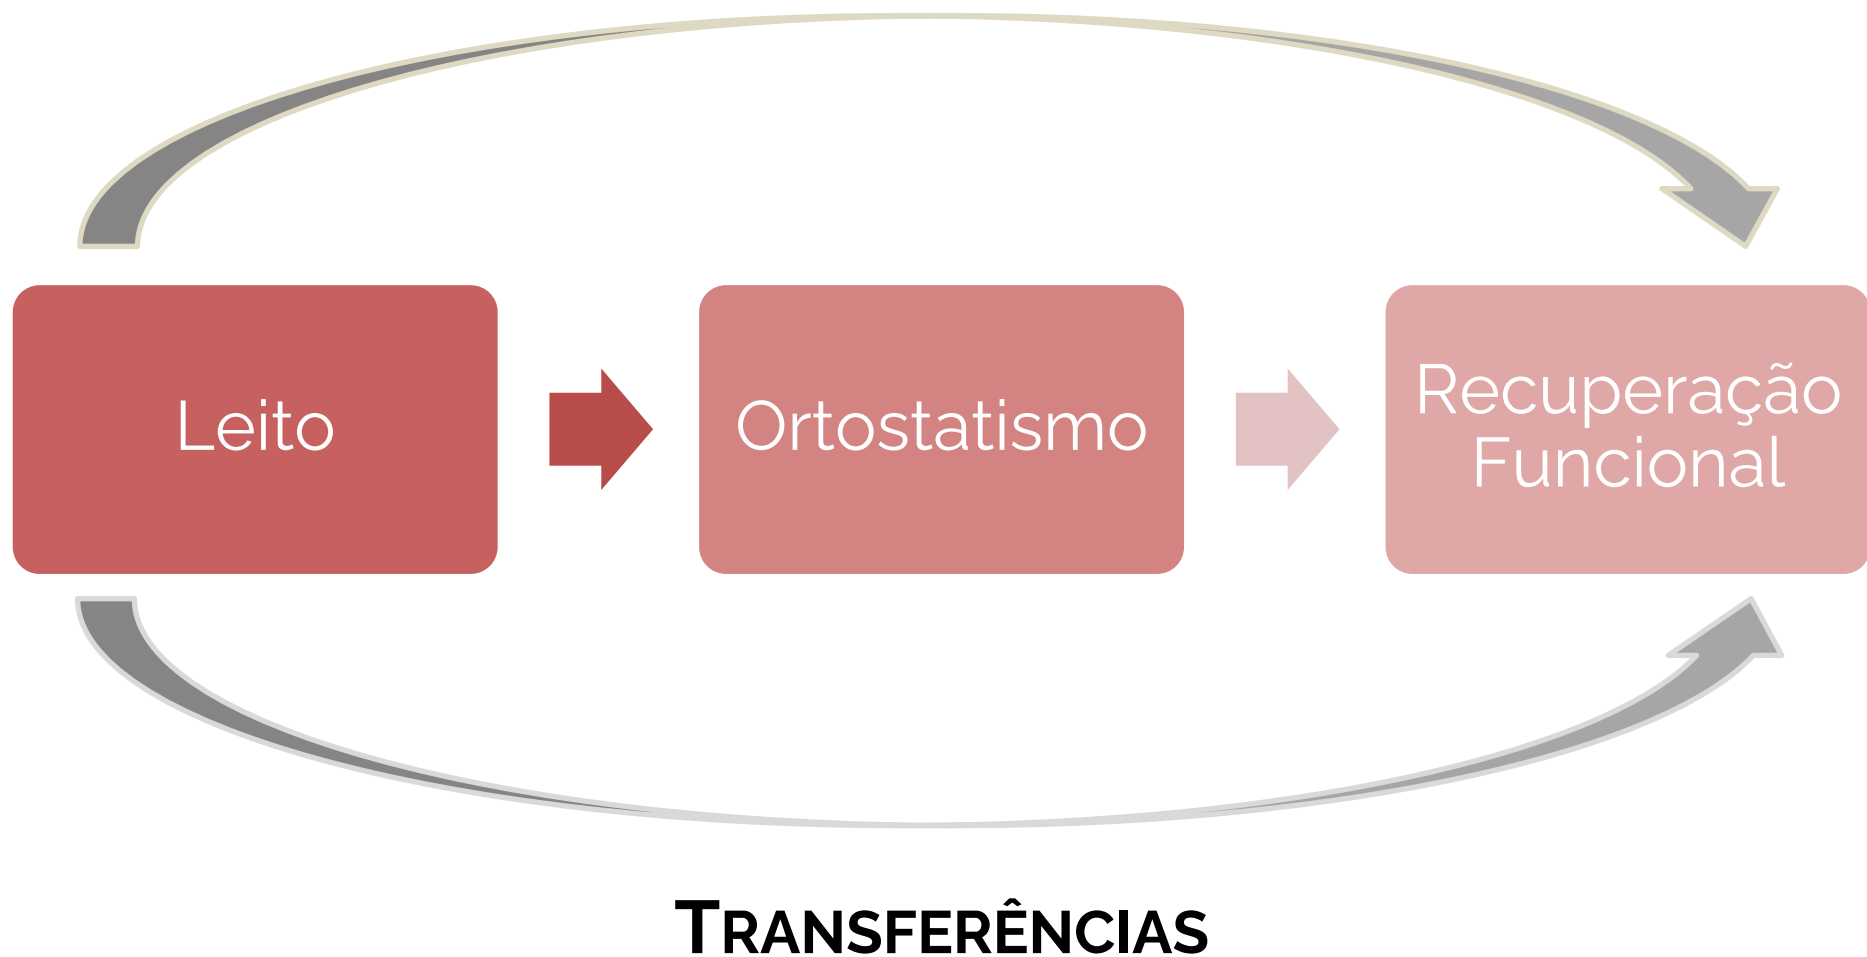 Leito
Ortostatismo
Recuperação
Funcional
TRANSFERÊNCIAS